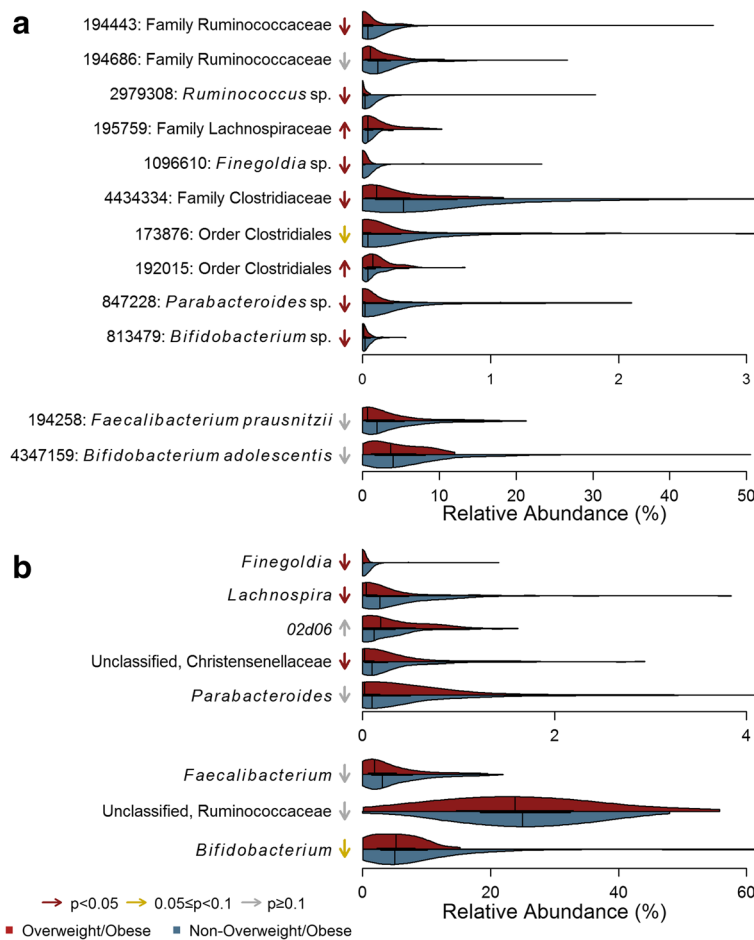 a
194443: Family Ruminococcaceae
194686: Family Ruminococcaceae
2979308: Ruminococcus sp.
195759: Family Lachnospiraceae
1096610: Finegoldia sp.
4434334: Family Clostridiaceae
173876: Order Clostridiales
192015: Order Clostridiales
847228: Parabacteroides sp.
813479: Bifidobacterium sp.
0 1 2 3
194258: Faecalibacterium prausnitzii
4347159: Bifidobacterium adolescentis
0 10 20 30 40 50
Relative Abundance (%)
b
Finegoldia
Lachnospira
02d06
Unclassified, Christensenellaceae
Parabacteroides
0 2 4
Faecalibacterium
Unclassified, Ruminococcaceae
Bifidobacterium
0 20 40 60
Relative Abundance (%)
→ p<0.05 → 0.05≤p<0.1 → p≥0.1
Overweight/Obese Non-Overweight/Obese